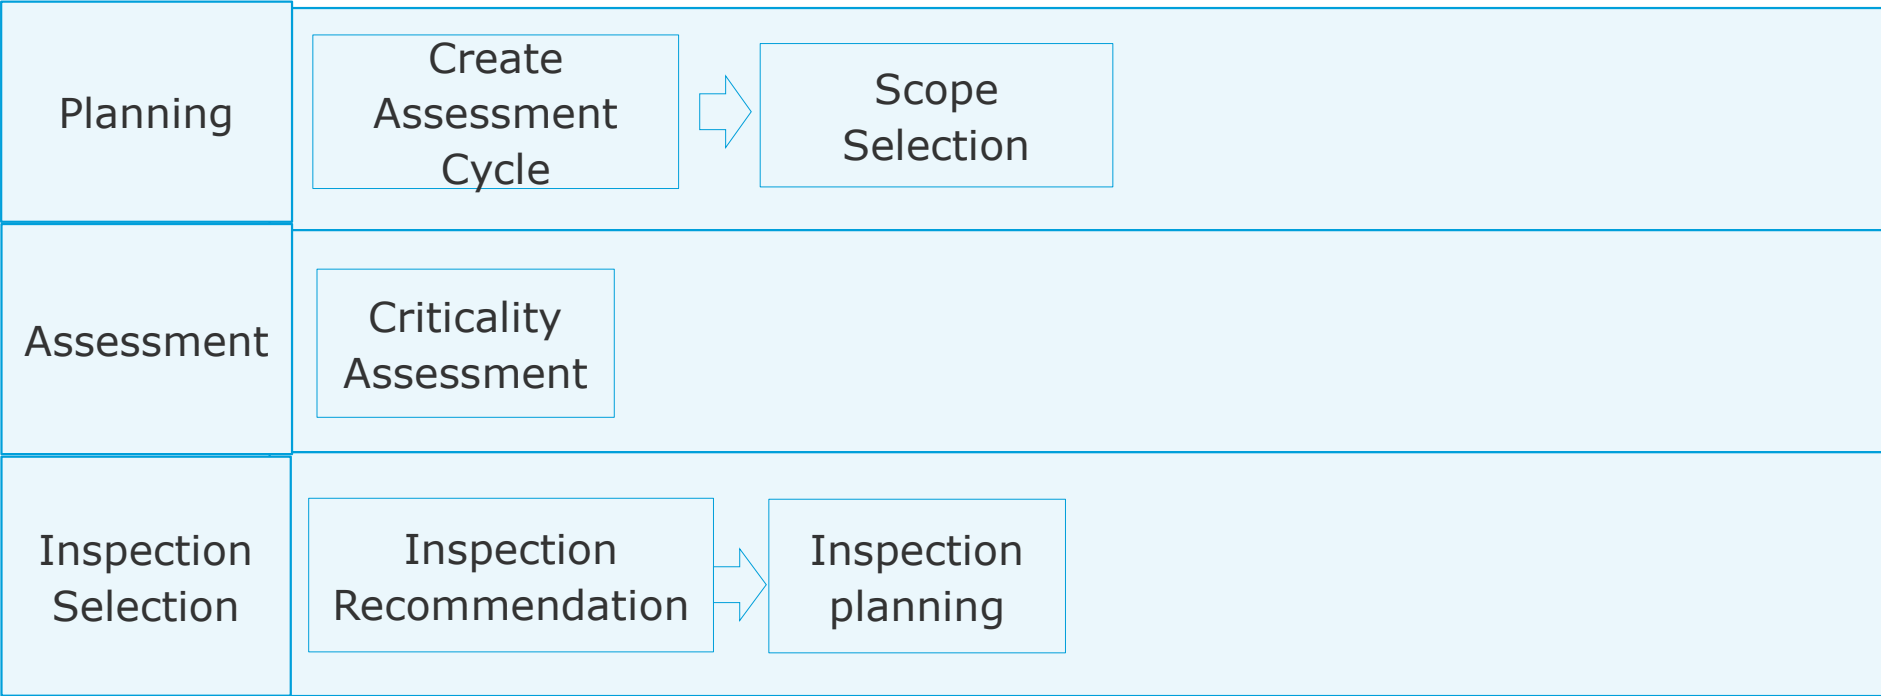 Planning
Create
Assessment
Cycle
Scope
Selection
Assessment
Criticality
Assessment
Inspection
Selection
Inspection
Recommendation
Inspection
planning